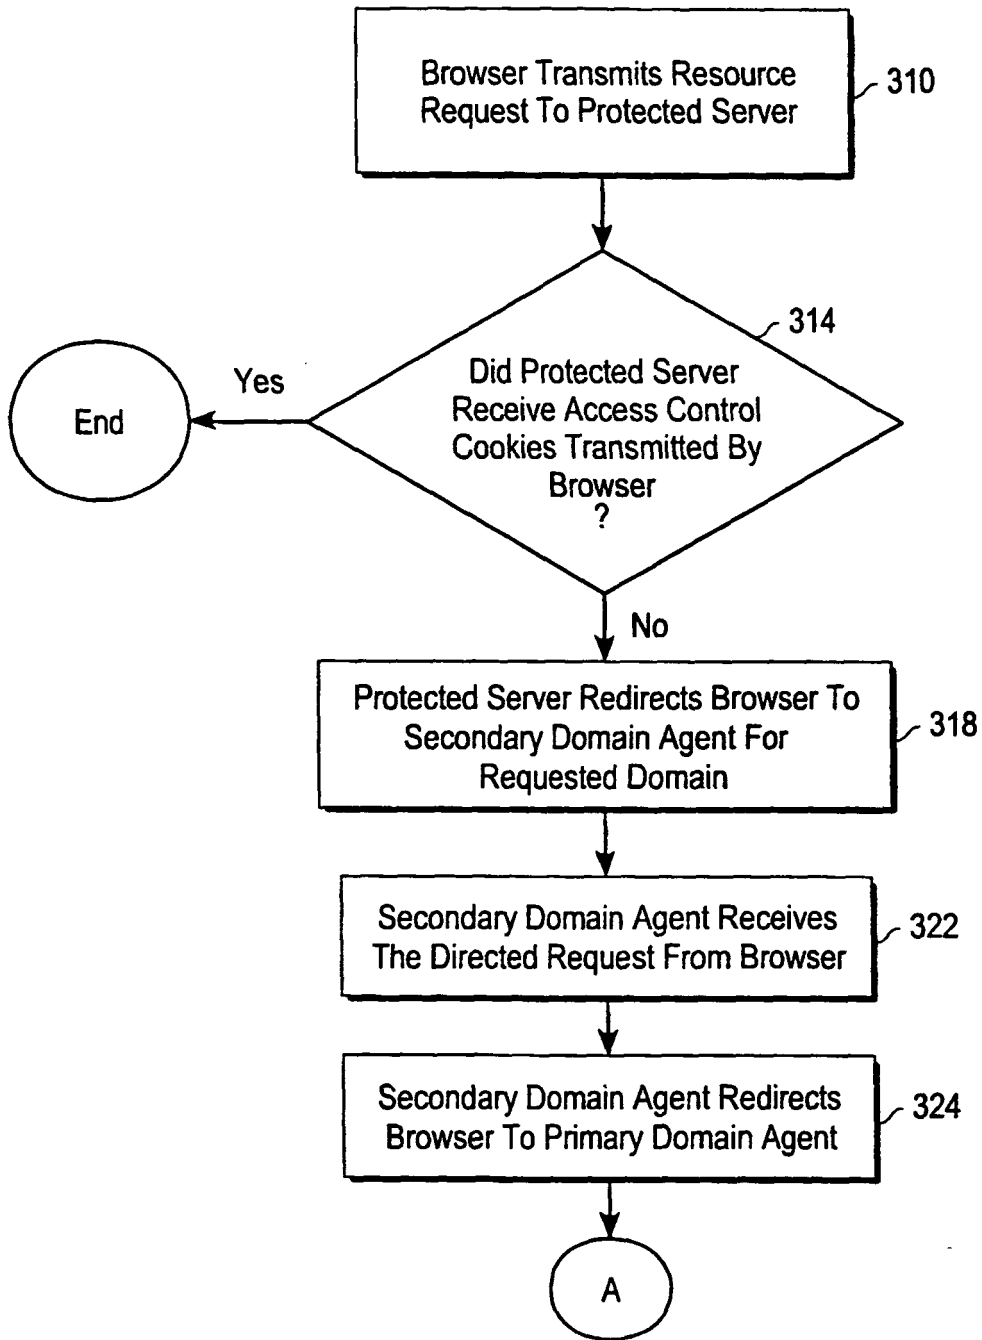 Browser Transmits Resource
Request To Protected Server
310
314
Did Protected Server
Receive Access Control
Cookies Transmitted By
Browser
?
Yes
End
No
Protected Server Redirects Browser To
Secondary Domain Agent For
Requested Domain
318
Secondary Domain Agent Receives
The Directed Request From Browser
322
Secondary Domain Agent Redirects
Browser To Primary Domain Agent
324
A